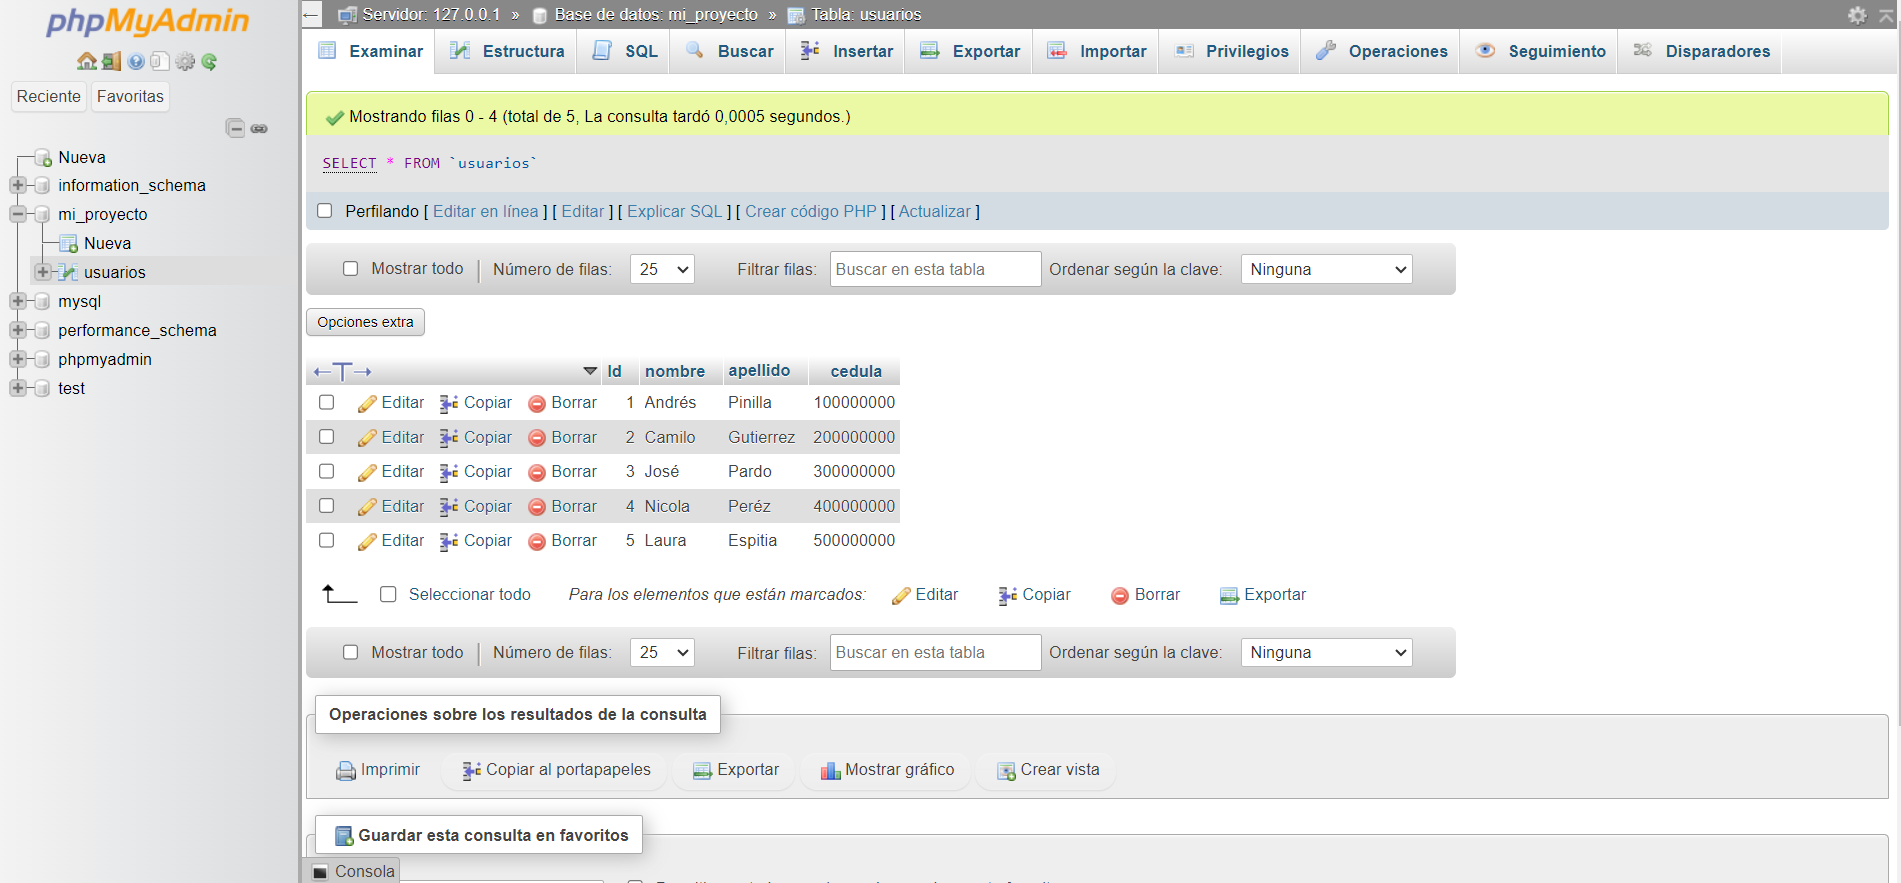 phpMyAdmin
Reciente Favoritas
Nueva
information_schema
mi_proyecto
Nueva
usuarios
mysql
performance_schema
phpmyadmin
test
Servidor: 127.0.0.1 » Base de datos: mi_proyecto » Tabla: usuarios
Examinar Estructura SQL Buscar Insertar Exportar Importar Privilegios Operaciones Seguimiento Disparadores
Mostrando filas 0 - 4 (total de 5, La consulta tardó 0,0005 segundos.)
SELECT * FROM `usuarios`
Perfilando [ Editar en línea ] [ Editar ] [ Explicar SQL ] [ Crear código PHP ] [ Actualizar ]
Mostrar todo | Número de filas: 25 Filtrar filas: Buscar en esta tabla Ordenar según la clave: Ninguna
Opciones extra
←T→ Id nombre apellido cedula
Editar Copiar Borrar 1 Andrés Pinilla 100000000
Editar Copiar Borrar 2 Camilo Gutierrez 200000000
Editar Copiar Borrar 3 José Pardo 300000000
Editar Copiar Borrar 4 Nicola Peréz 400000000
Editar Copiar Borrar 5 Laura Espitia 500000000
Seleccionar todo Para los elementos que están marcados: Editar Copiar Borrar Exportar
Mostrar todo | Número de filas: 25 Filtrar filas: Buscar en esta tabla Ordenar según la clave: Ninguna
Operaciones sobre los resultados de la consulta
Imprimir Copiar al portapapeles Exportar Mostrar gráfico Crear vista
Guardar esta consulta en favoritos
Consola